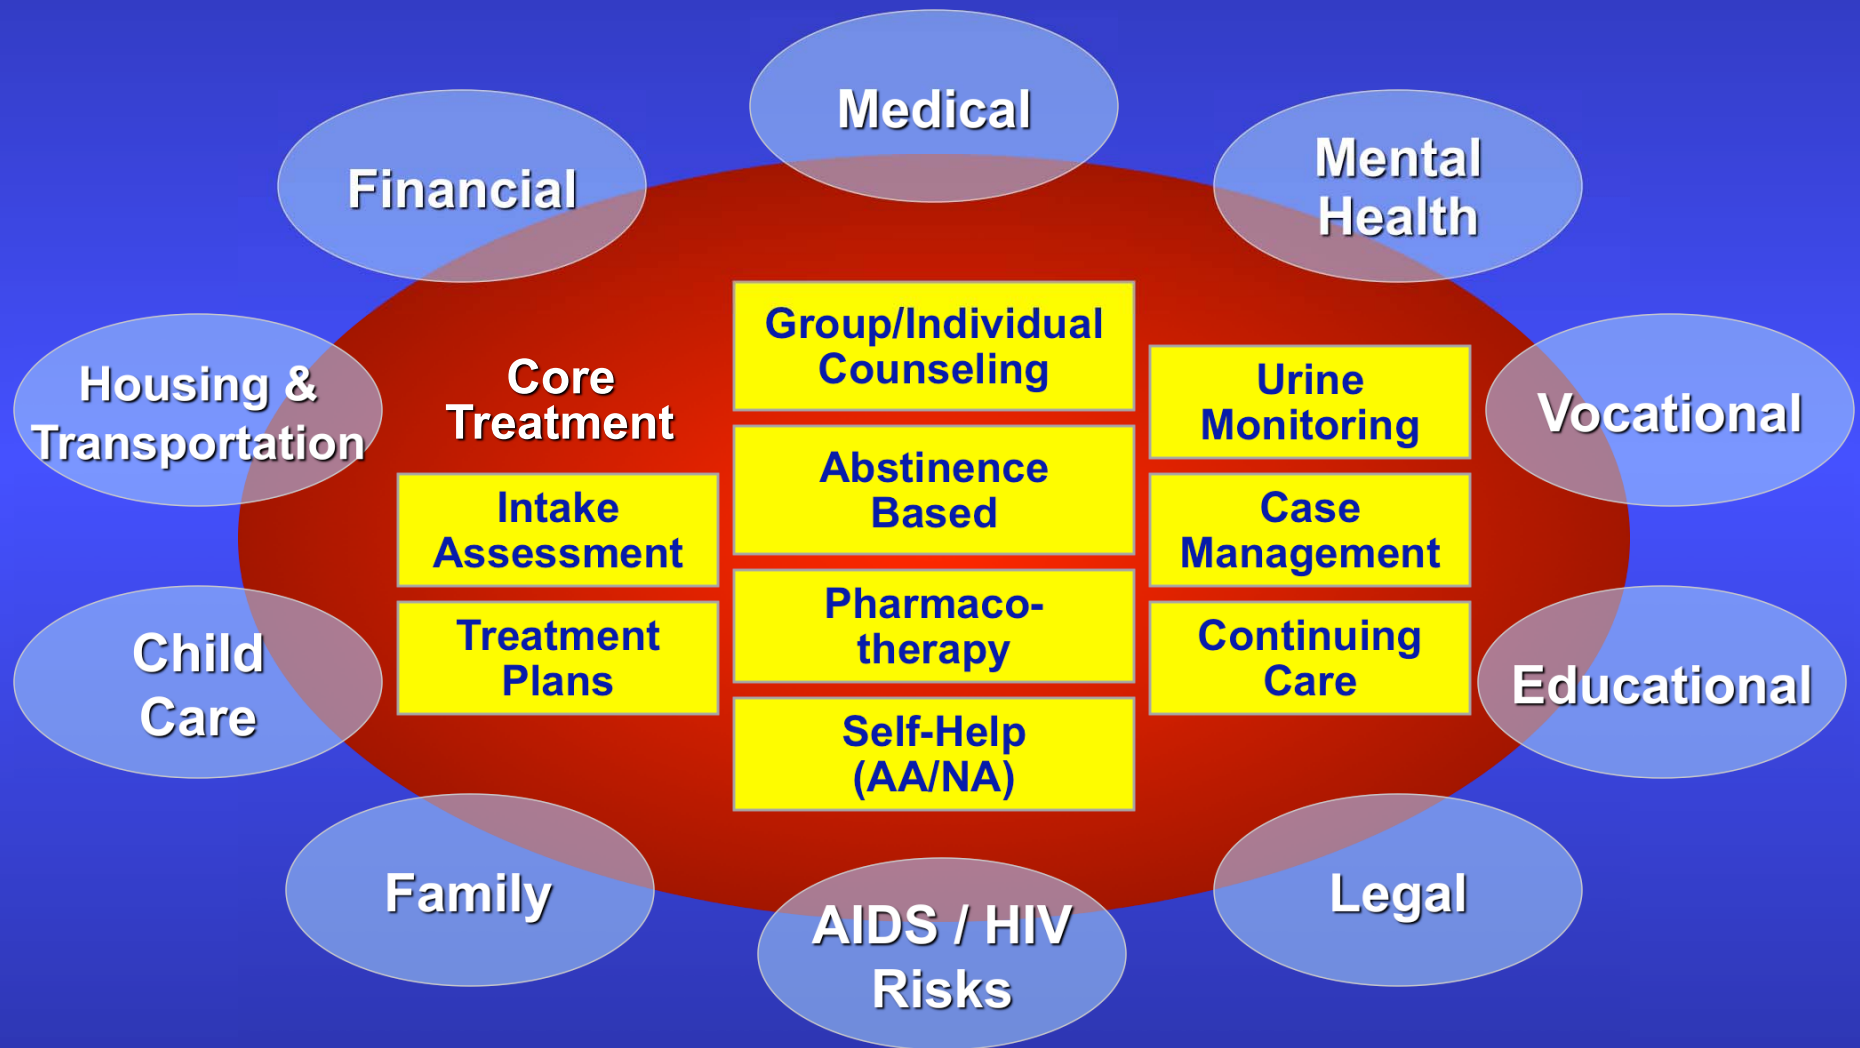 Medical
Financial
Mental
Health
Housing &
Transportation
Vocational
Core
Treatment
Group/Individual
Counseling
Urine
Monitoring
Abstinence
Based
Intake
Assessment
Case
Management
Pharmaco-
therapy
Treatment
Plans
Continuing
Care
Self-Help
(AA/NA)
Child
Care
Educational
Family
AIDS / HIV
Risks
Legal